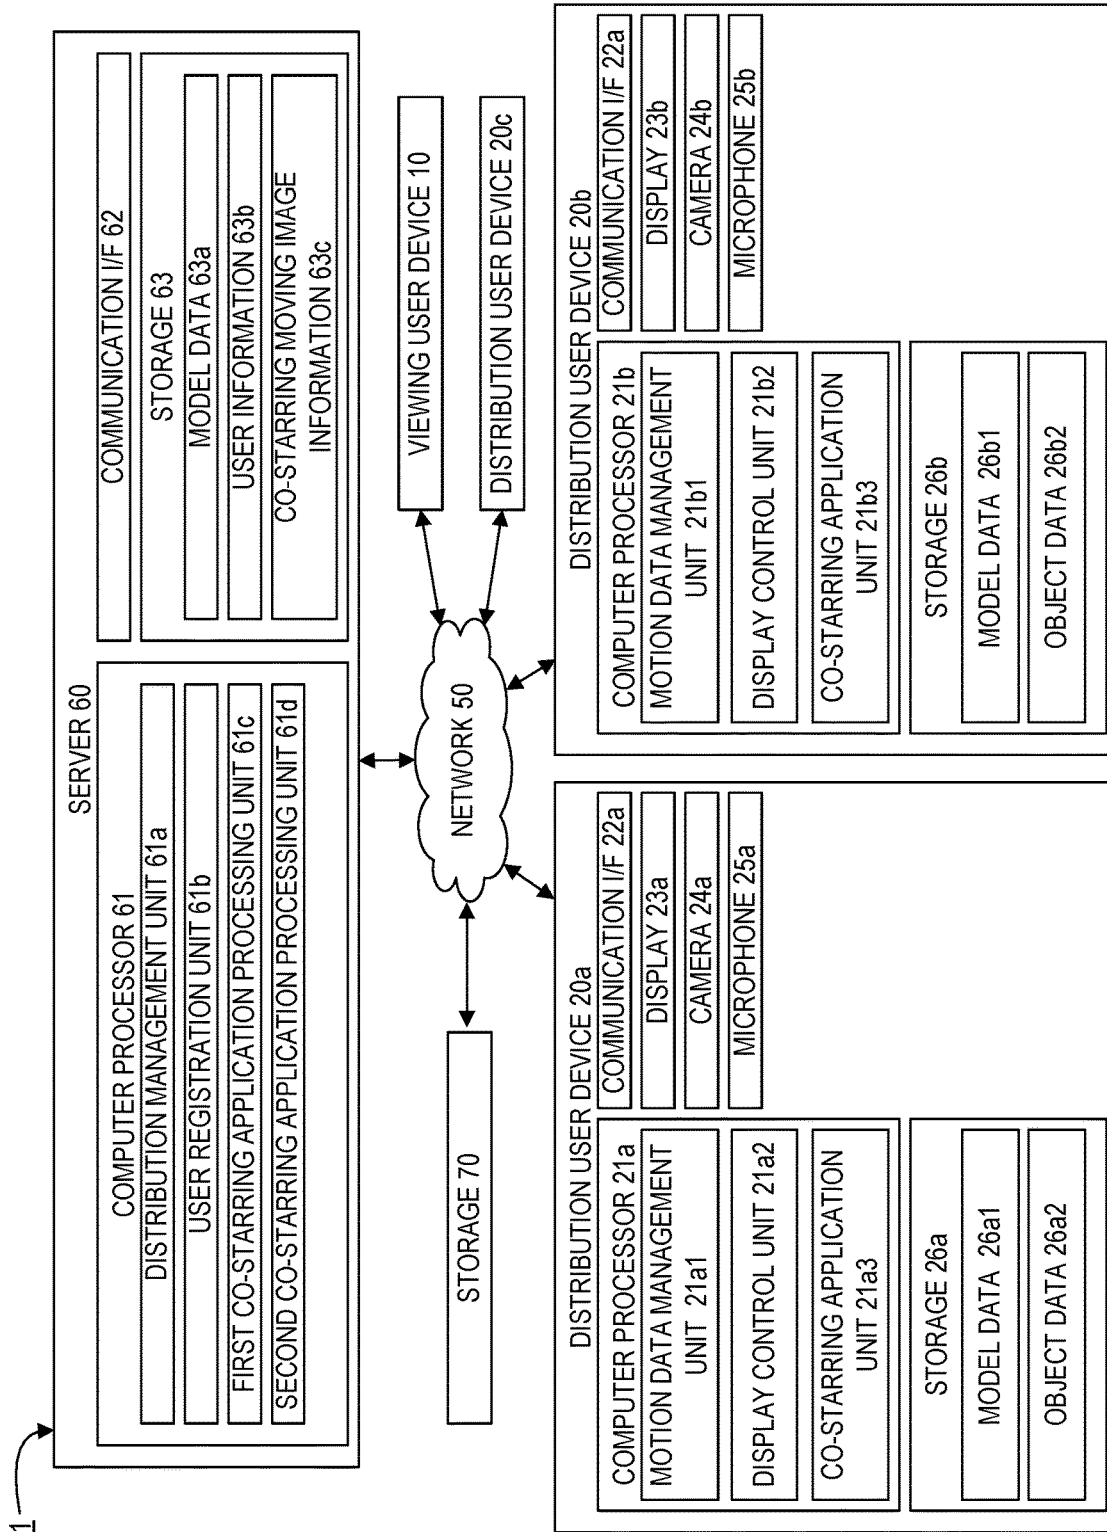 1
SERVER 60
COMPUTER PROCESSOR 61
DISTRIBUTION MANAGEMENT UNIT 61a
USER REGISTRATION UNIT 61b
FIRST CO-STARRING APPLICATION PROCESSING UNIT 61c
SECOND CO-STARRING APPLICATION PROCESSING UNIT 61d
COMMUNICATION I/F 62
STORAGE 63
MODEL DATA 63a
USER INFORMATION 63b
CO-STARRING MOVING IMAGE
INFORMATION 63c
STORAGE 70
NETWORK 50
VIEWING USER DEVICE 10
DISTRIBUTION USER DEVICE 20c
DISTRIBUTION USER DEVICE 20a
COMPUTER PROCESSOR 21a
MOTION DATA MANAGEMENT
UNIT 21a1
DISPLAY CONTROL UNIT 21a2
CO-STARRING APPLICATION
UNIT 21a3
STORAGE 26a
MODEL DATA 26a1
OBJECT DATA 26a2
COMMUNICATION I/F 22a
DISPLAY 23a
CAMERA 24a
MICROPHONE 25a
DISTRIBUTION USER DEVICE 20b
COMPUTER PROCESSOR 21b
MOTION DATA MANAGEMENT
UNIT 21b1
DISPLAY CONTROL UNIT 21b2
CO-STARRING APPLICATION
UNIT 21b3
STORAGE 26b
MODEL DATA 26b1
OBJECT DATA 26b2
COMMUNICATION I/F 22a
DISPLAY 23b
CAMERA 24b
MICROPHONE 25b